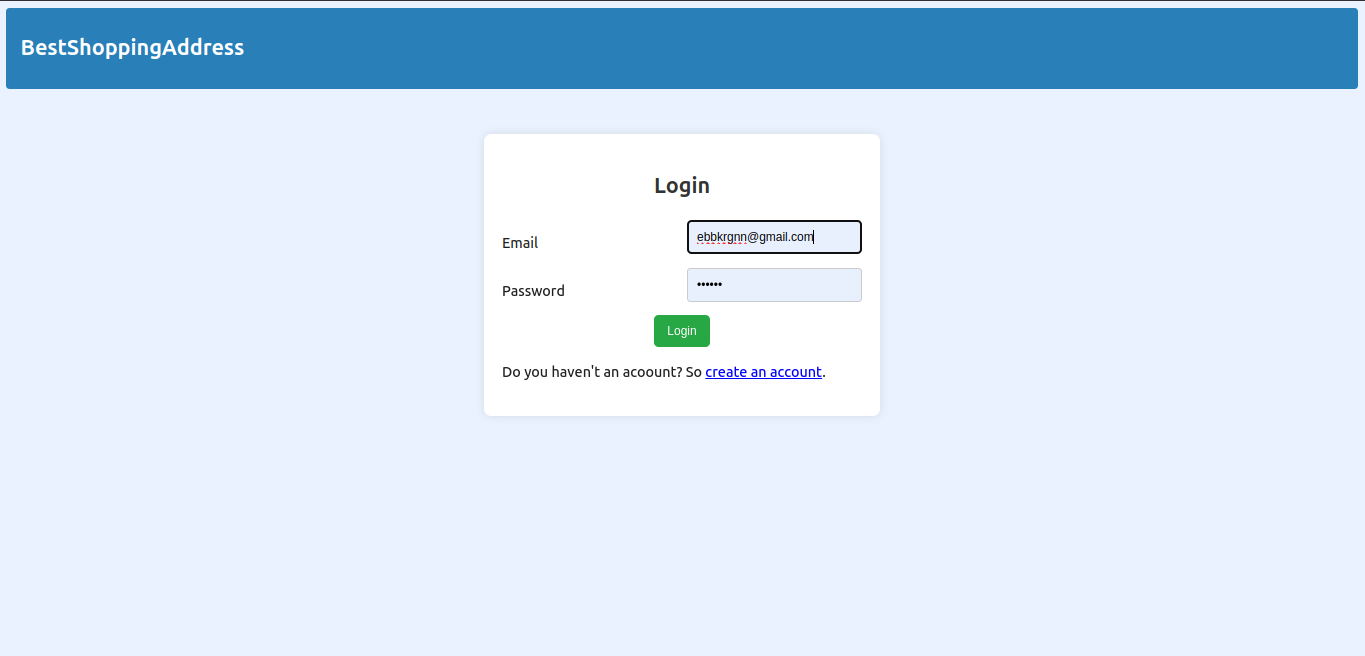 BestShoppingAddress
Login
Email ebbkrgnn@gmail.com
Password ••••••
Login
Do you haven't an acoount? So create an account.